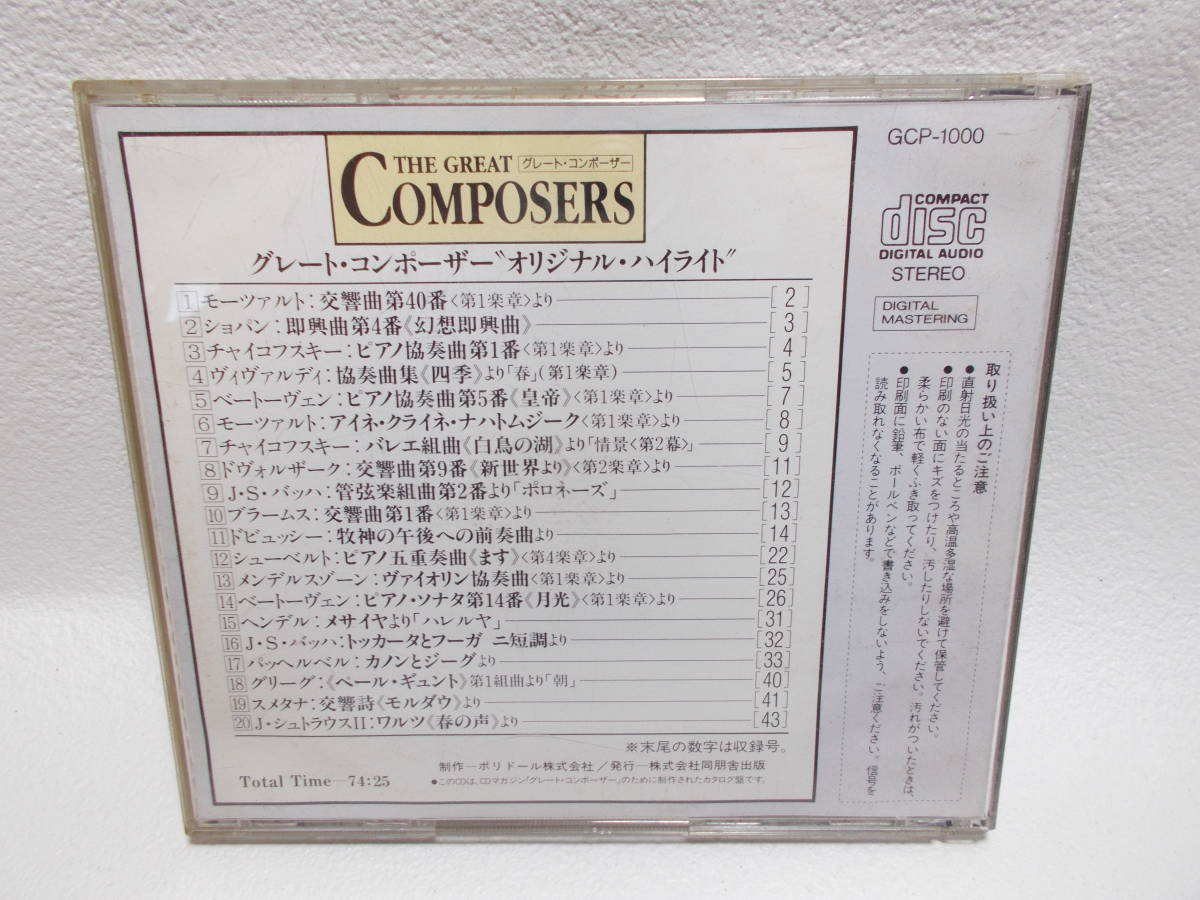 THE GREAT グレート・コンポーザー
COMPOSERS
グレート・コンポーザー〝オリジナル・ハイライト〟
1 モーツァルト:交響曲第40番〈第1楽章〉より [2]
2 ショパン:即興曲第4番《幻想即興曲》 [3]
3 チャイコフスキー:ピアノ協奏曲第1番〈第1楽章〉より [4]
4 ヴィヴァルディ:協奏曲集《四季》より「春」(第1楽章) [5]
5 ベートーヴェン:ピアノ協奏曲第5番《皇帝》〈第1楽章〉より [7]
6 モーツァルト:アイネ・クライネ・ナハトムジーク〈第1楽章〉より [8]
7 チャイコフスキー:バレエ組曲《白鳥の湖》より「情景〈第2幕〉」 [9]
8 ドヴォルザーク:交響曲第9番《新世界より》〈第2楽章〉より [11]
9 J・S・バッハ:管弦楽組曲第2番より「ポロネーズ」 [12]
10 ブラームス:交響曲第1番〈第1楽章〉より [13]
11 ドビュッシー:牧神の午後への前奏曲より [14]
12 シューベルト:ピアノ五重奏曲《ます》〈第4楽章〉より [22]
13 メンデルスゾーン:ヴァイオリン協奏曲〈第1楽章〉より [25]
14 ベートーヴェン:ピアノ・ソナタ第14番《月光》〈第1楽章〉より [26]
15 ヘンデル:メサイヤより「ハレルヤ」 [31]
16 J・S・バッハ:トッカータとフーガ ニ短調より [32]
17 パッヘルベル:カノンとジーグより [33]
18 グリーグ:《ペール・ギュント》第1組曲より「朝」 [40]
19 スメタナ:交響詩《モルダウ》より [41]
20 J・シュトラウスII:ワルツ《春の声》より [43]
※末尾の数字は収録号。
制作─ポリドール株式会社/発行─株式会社同朋舎出版
Total Time─74:25
●このCDは、CDマガジン「グレート・コンポーザー」のために制作されたカタログ盤です。
GCP-1000
COMPACT
disc
DIGITAL AUDIO
STEREO
DIGITAL
MASTERING
取り扱い上のご注意
●直射日光の当たるところや高温多湿な場所を避けて保管してください。
●印刷のない面にキズをつけたり、汚したりしないでください。汚れがついたときは、
柔らかい布で軽くふき取ってください。
●印刷面に鉛筆、ボールペンなどで書き込みをしないよう、ご注意ください。信号を
読み取れなくなることがあります。